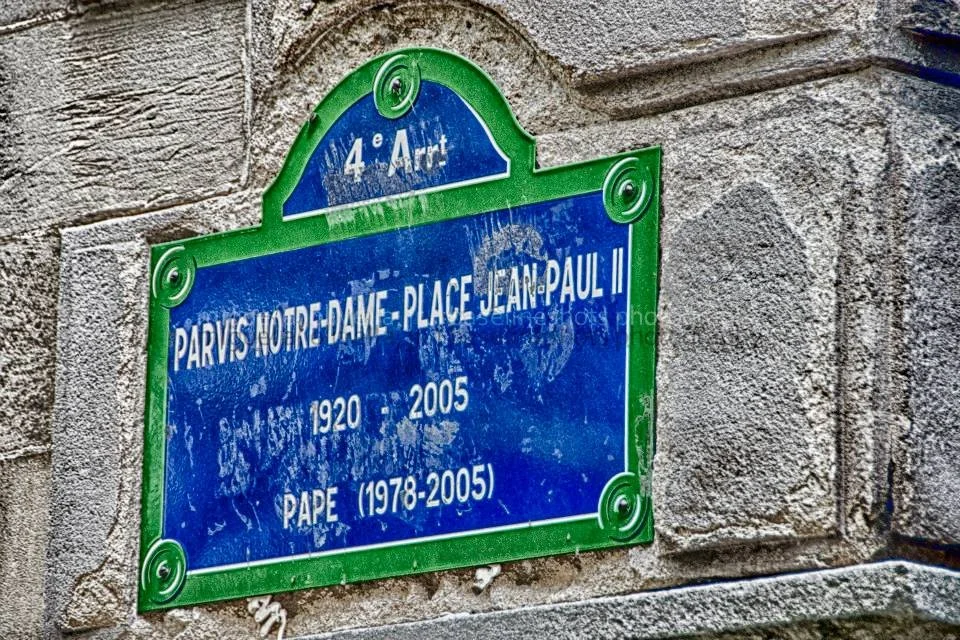 4e Arrt
PARVIS NOTRE-DAME - PLACE JEAN-PAUL II
1920 - 2005
PAPE (1978-2005)